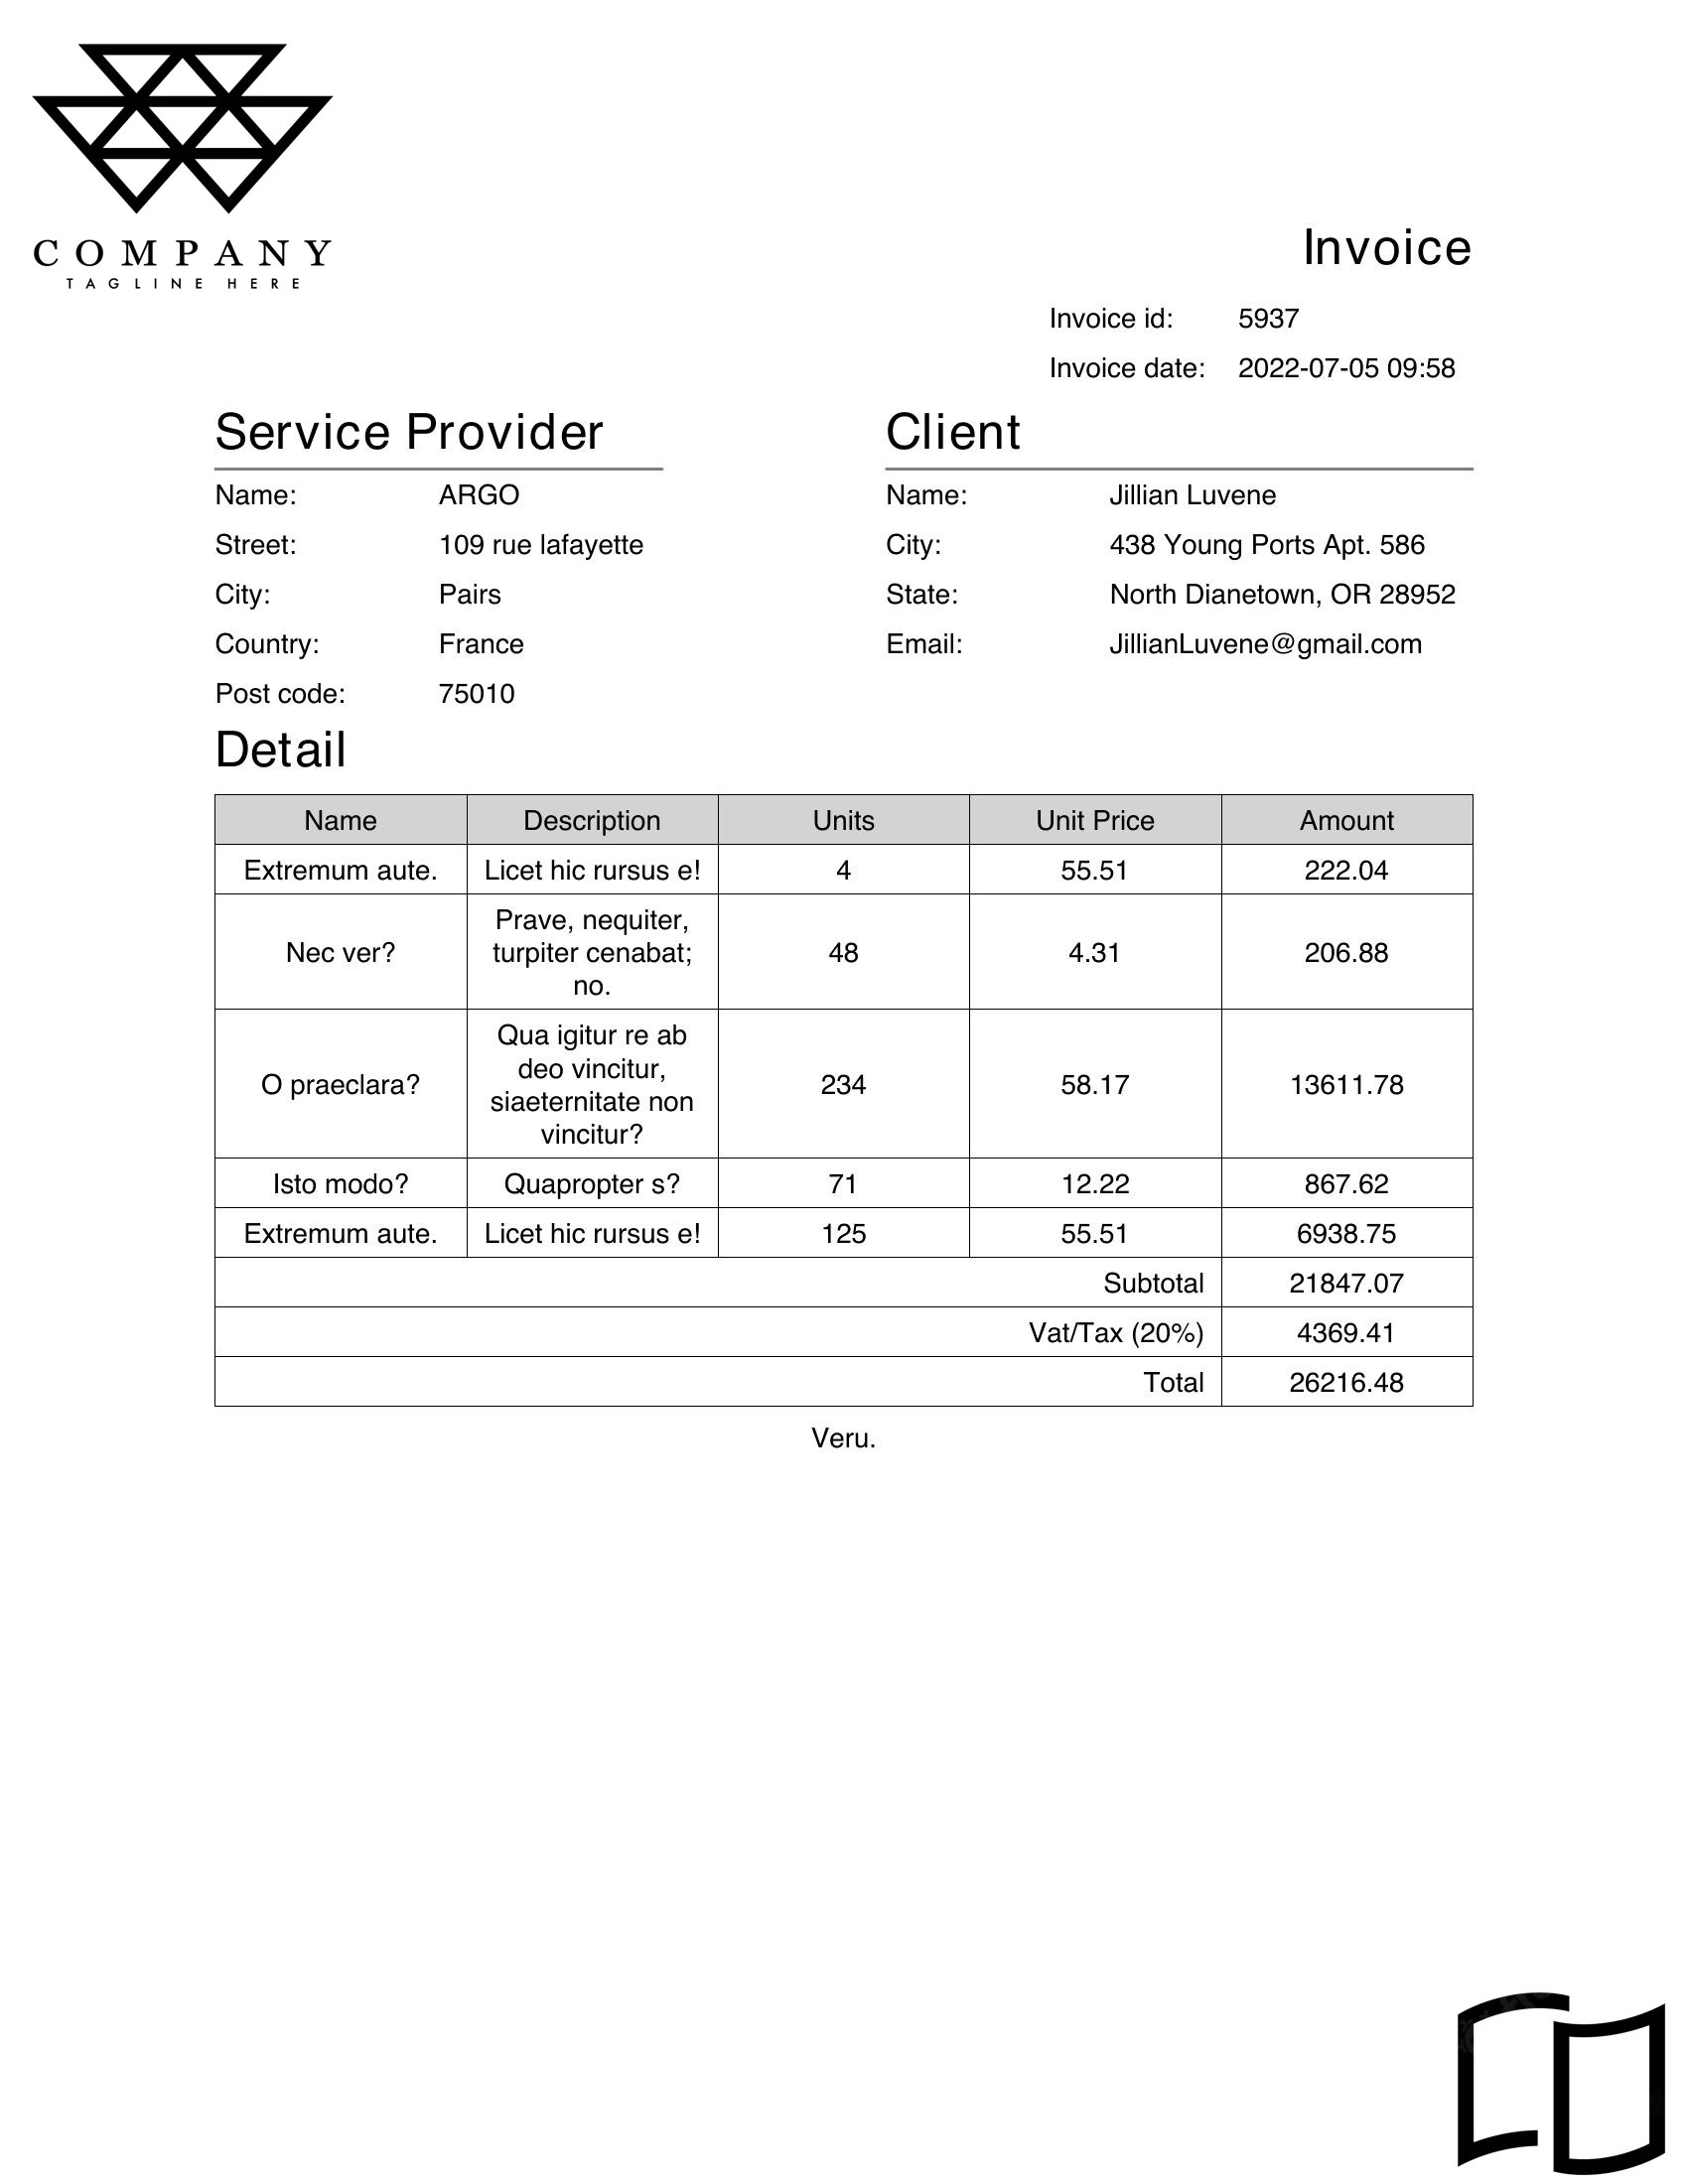 COMPANY
TAGLINE HERE
Invoice
Invoice id: 5937
Invoice date: 2022-07-05 09:58
Service Provider
Name: ARGO
Street: 109 rue lafayette
City: Pairs
Country: France
Post code: 75010
Client
Name: Jillian Luvene
City: 438 Young Ports Apt. 586
State: North Dianetown, OR 28952
Email: JillianLuvene@gmail.com
Detail
Name Description Units Unit Price Amount
Extremum aute. Licet hic rursus e! 4 55.51 222.04
Nec ver? Prave, nequiter,
turpiter cenabat;
no. 48 4.31 206.88
O praeclara? Qua igitur re ab
deo vincitur,
siaeternitate non
vincitur? 234 58.17 13611.78
Isto modo? Quapropter s? 71 12.22 867.62
Extremum aute. Licet hic rursus e! 125 55.51 6938.75
Subtotal 21847.07
Vat/Tax (20%) 4369.41
Total 26216.48
Veru.